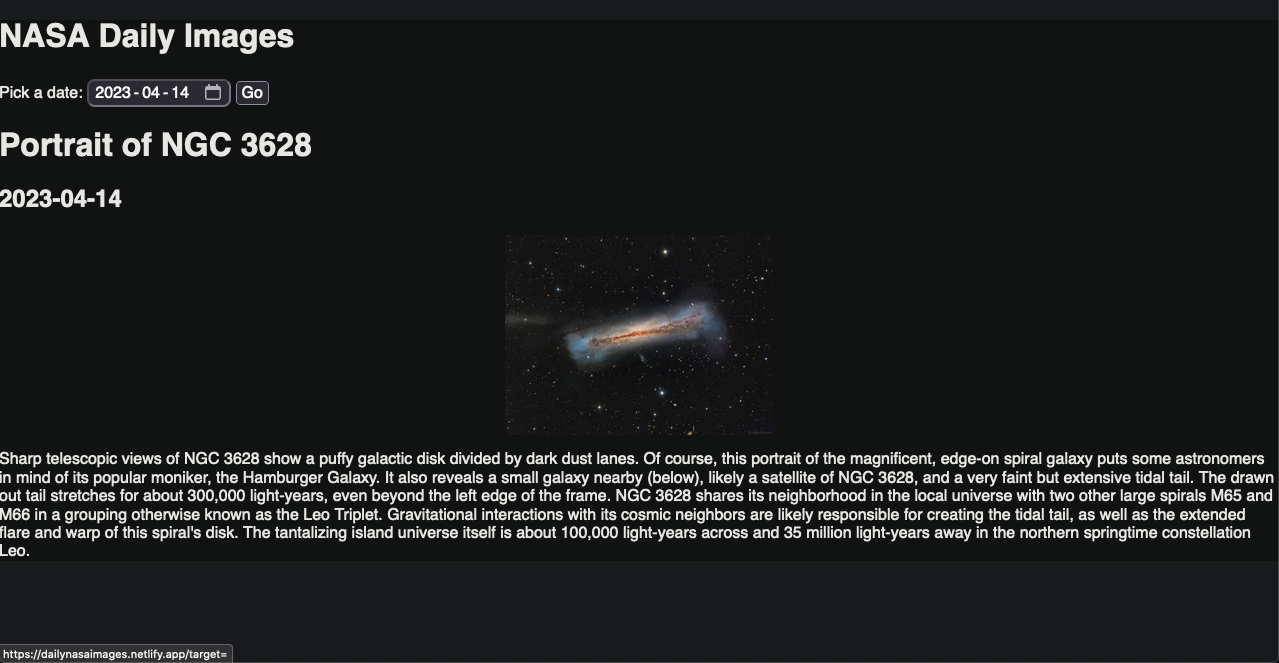 NASA Daily Images
Pick a date: 2023-04-14 Go
Portrait of NGC 3628
2023-04-14
Sharp telescopic views of NGC 3628 show a puffy galactic disk divided by dark dust lanes. Of course, this portrait of the magnificent, edge-on spiral galaxy puts some astronomers
in mind of its popular moniker, the Hamburger Galaxy. It also reveals a small galaxy nearby (below), likely a satellite of NGC 3628, and a very faint but extensive tidal tail. The drawn
out tail stretches for about 300,000 light-years, even beyond the left edge of the frame. NGC 3628 shares its neighborhood in the local universe with two other large spirals M65 and
M66 in a grouping otherwise known as the Leo Triplet. Gravitational interactions with its cosmic neighbors are likely responsible for creating the tidal tail, as well as the extended
flare and warp of this spiral's disk. The tantalizing island universe itself is about 100,000 light-years across and 35 million light-years away in the northern springtime constellation
Leo.
https://dailynasaimages.netlify.app/target=